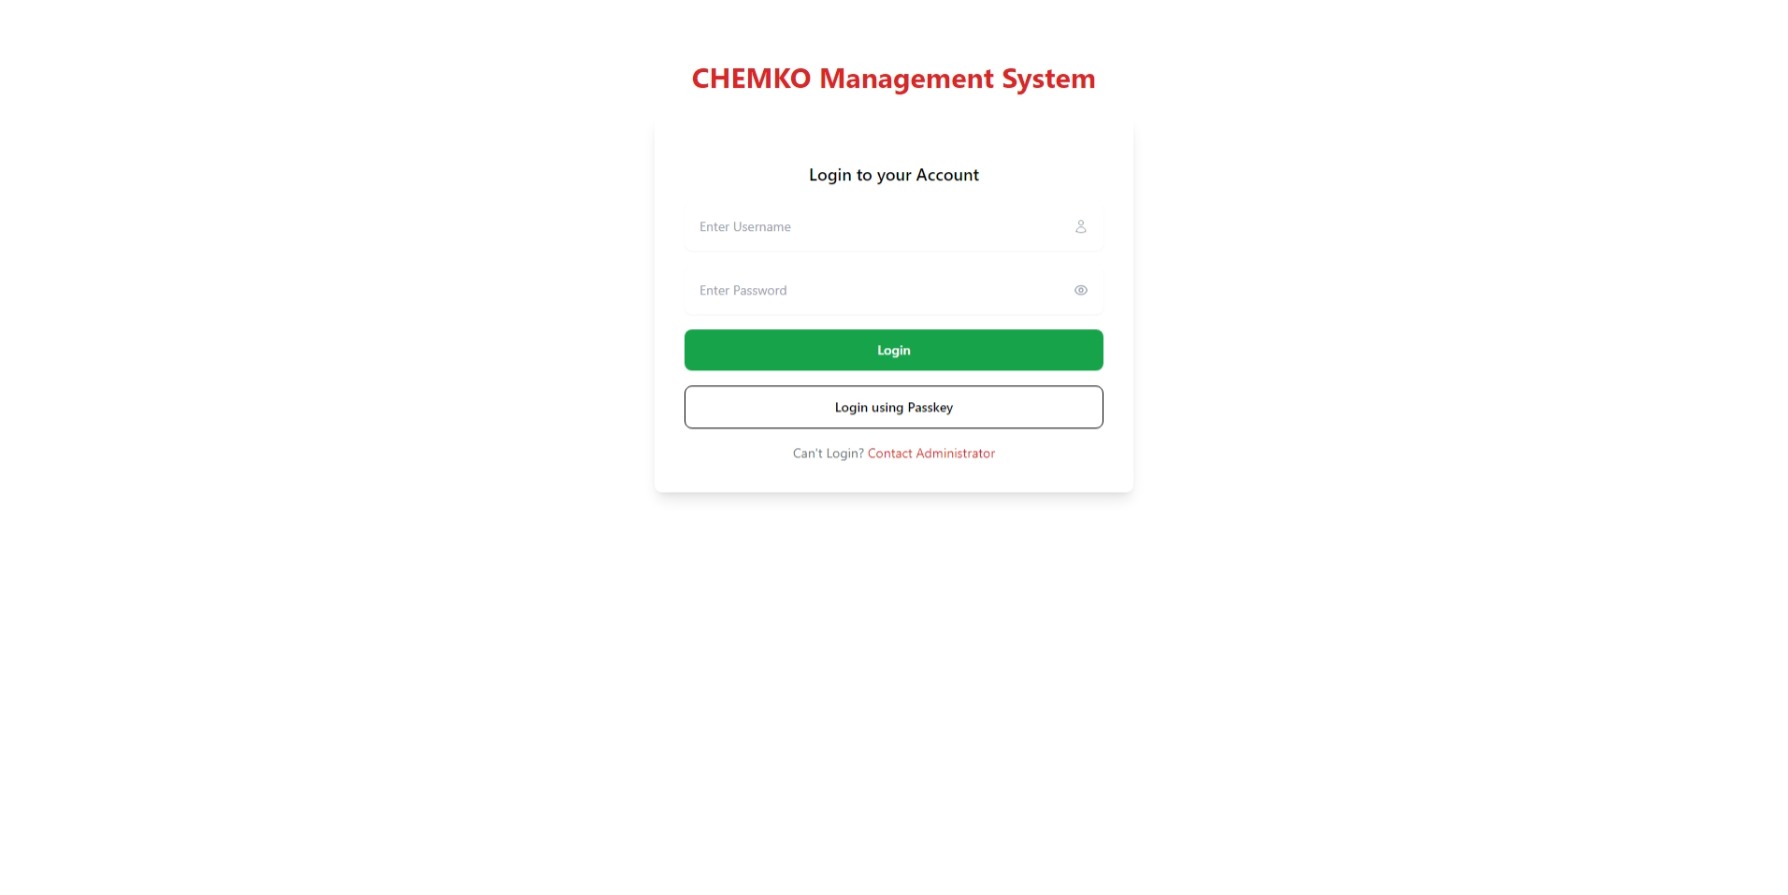 CHEMKO Management System
Login to your Account
Enter Username
Enter Password
Login
Login using Passkey
Can't Login? Contact Administrator